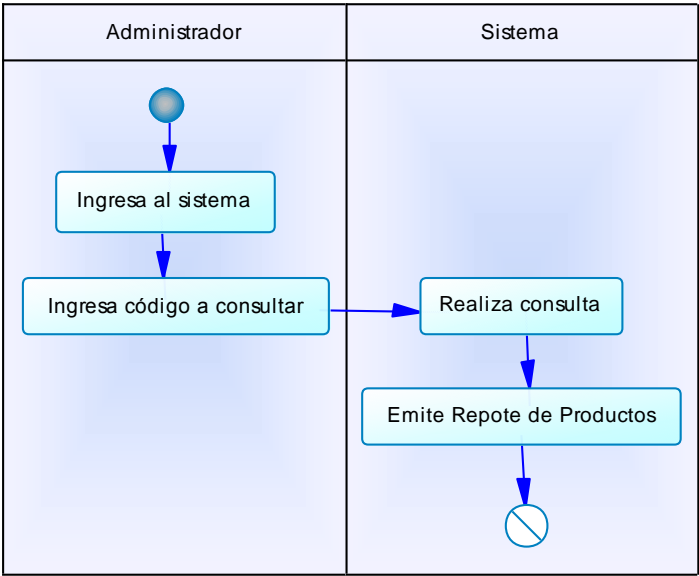 Administrador
Sistema
Ingresa al sistema
Ingresa código a consultar
Realiza consulta
Emite Repote de Productos